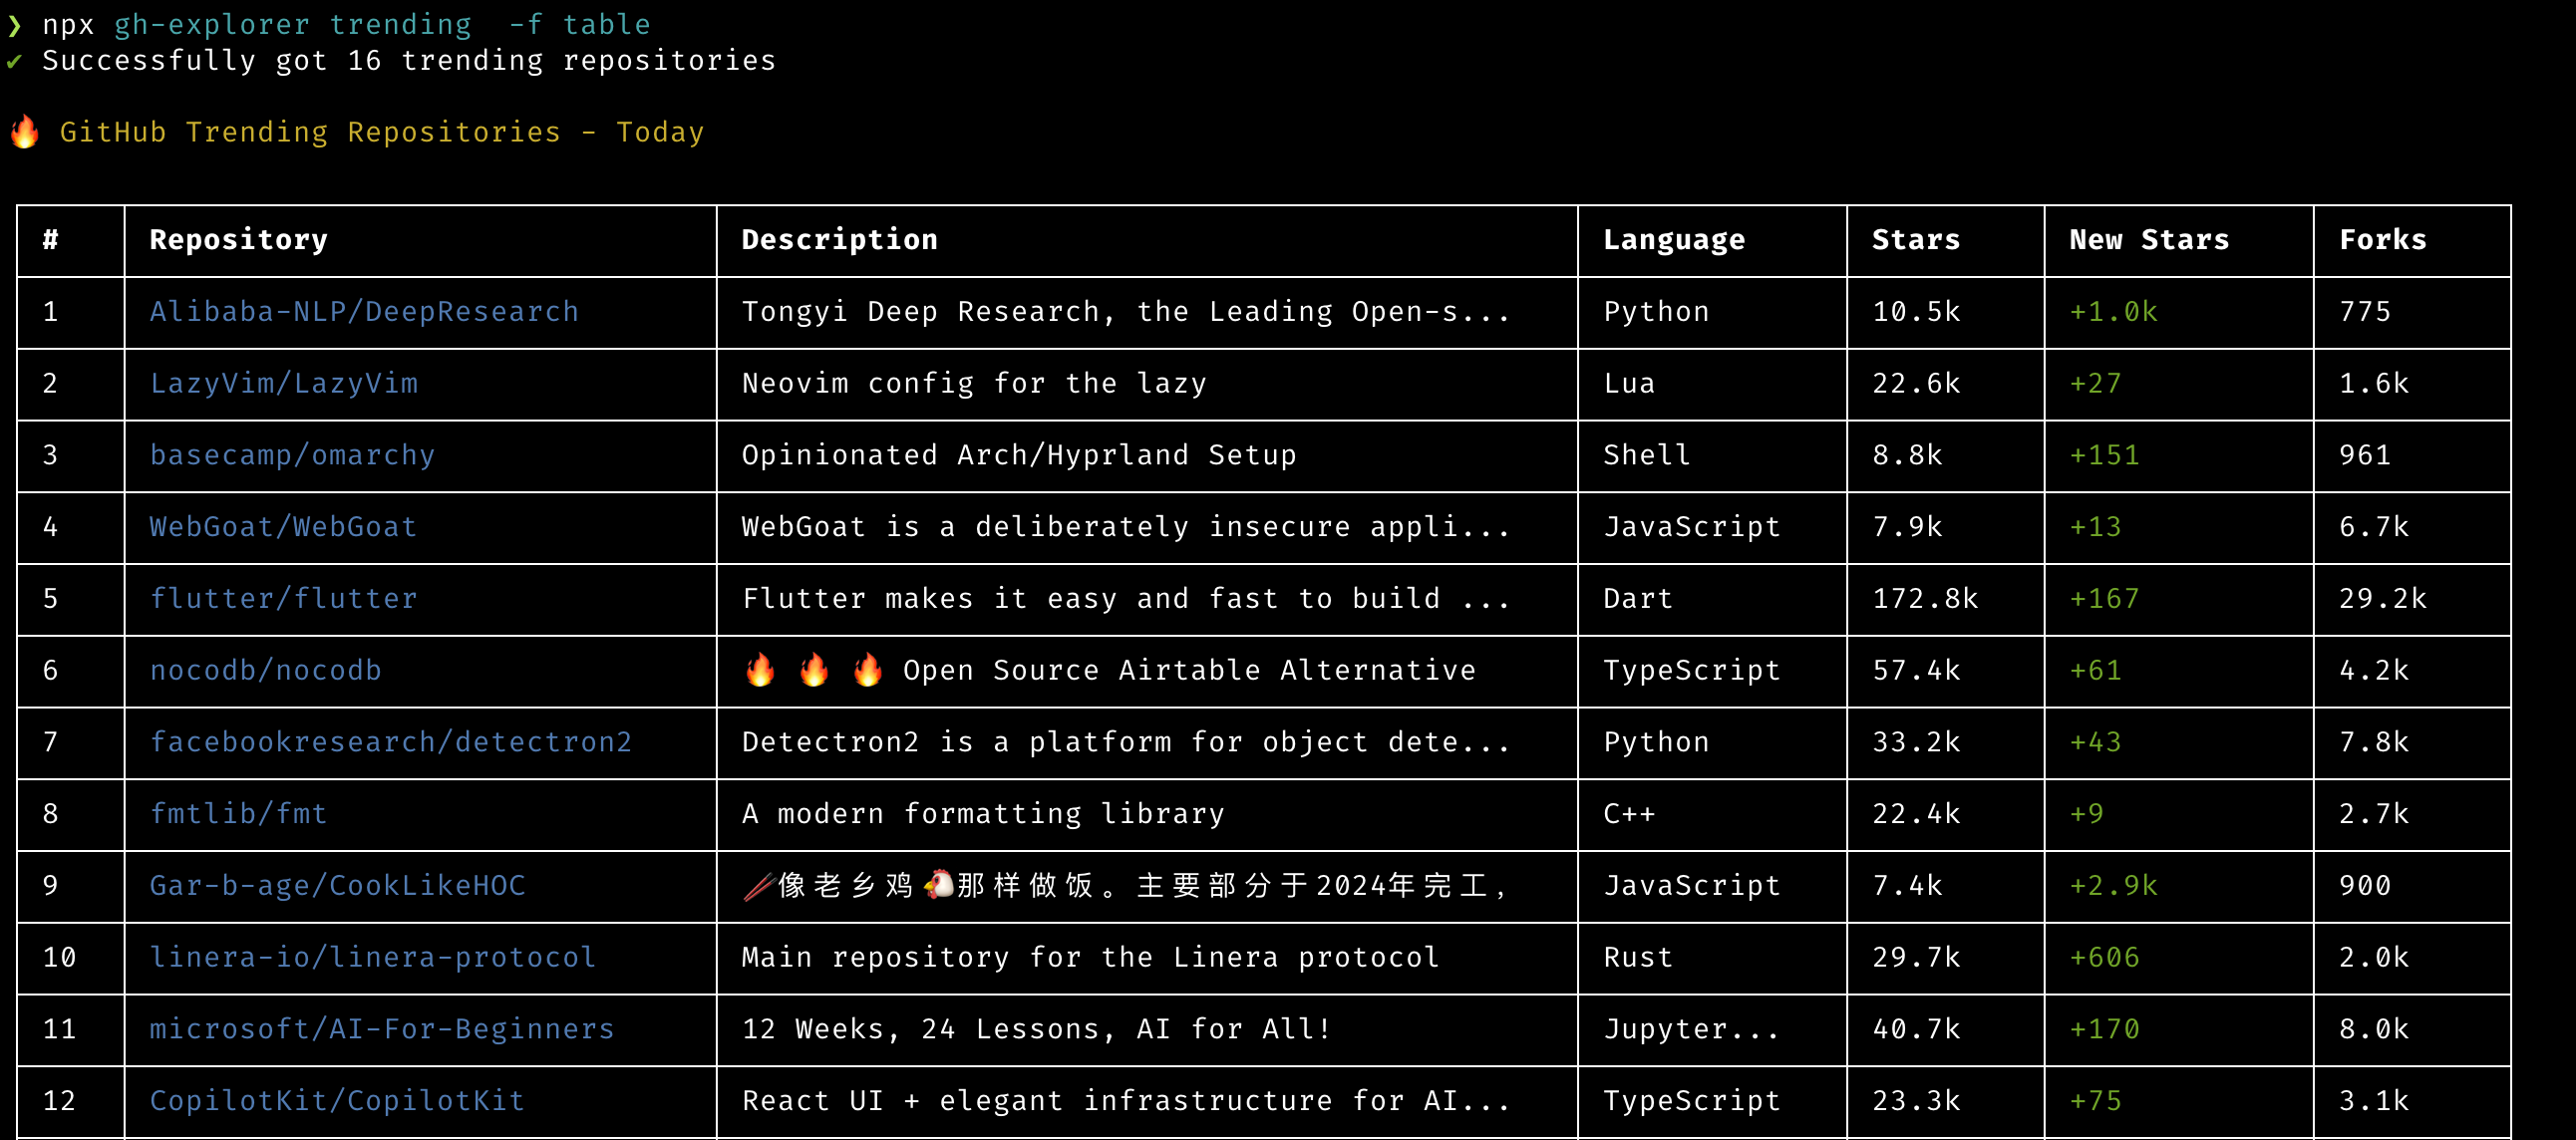 ❯ npx gh-explorer trending  -f table
✔ Successfully got 16 trending repositories
🔥 GitHub Trending Repositories - Today
# Repository Description Language Stars New Stars Forks
1 Alibaba-NLP/DeepResearch Tongyi Deep Research, the Leading Open-s... Python 10.5k +1.0k 775
2 LazyVim/LazyVim Neovim config for the lazy Lua 22.6k +27 1.6k
3 basecamp/omarchy Opinionated Arch/Hyprland Setup Shell 8.8k +151 961
4 WebGoat/WebGoat WebGoat is a deliberately insecure appli... JavaScript 7.9k +13 6.7k
5 flutter/flutter Flutter makes it easy and fast to build ... Dart 172.8k +167 29.2k
6 nocodb/nocodb 🔥 🔥 🔥 Open Source Airtable Alternative TypeScript 57.4k +61 4.2k
7 facebookresearch/detectron2 Detectron2 is a platform for object dete... Python 33.2k +43 7.8k
8 fmtlib/fmt A modern formatting library C++ 22.4k +9 2.7k
9 Gar-b-age/CookLikeHOC 🥢像老乡鸡🐔那样做饭。主要部分于2024年完工, JavaScript 7.4k +2.9k 900
10 linera-io/linera-protocol Main repository for the Linera protocol Rust 29.7k +606 2.0k
11 microsoft/AI-For-Beginners 12 Weeks, 24 Lessons, AI for All! Jupyter... 40.7k +170 8.0k
12 CopilotKit/CopilotKit React UI + elegant infrastructure for AI... TypeScript 23.3k +75 3.1k